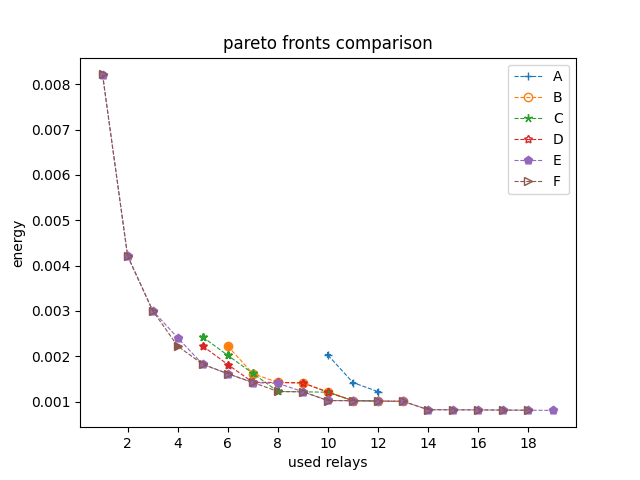 pareto fronts comparison
0.008
0.007
0.006
0.005
0.004
0.003
0.002
0.001
energy
2 4 6 8 10 12 14 16 18
used relays
A
B
C
D
E
F